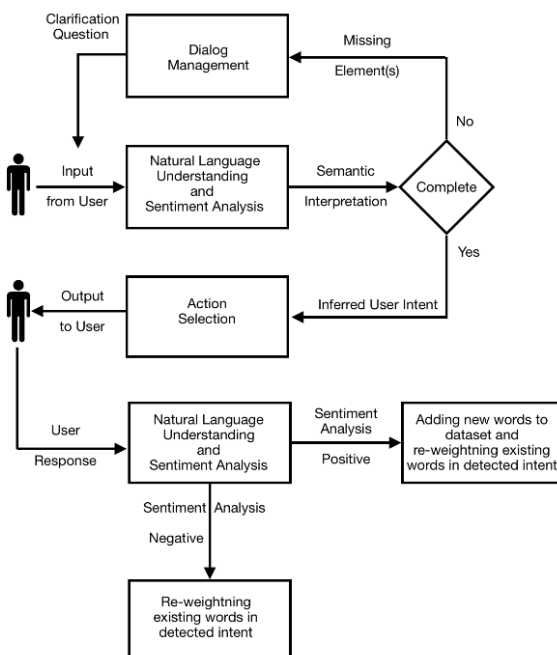 Clarification
Question
Dialog
Management
Missing
Element(s)
No
Input
from User
Natural Language
Understanding
and
Sentiment Analysis
Semantic
Interpretation
Complete
Yes
Output
to User
Action
Selection
Inferred User Intent
User
Response
Natural Language
Understanding
and
Sentiment Analysis
Sentiment
Analysis
Positive
Adding new words to
dataset and
re-weightning existing
words in detected intent
Sentiment Analysis
Negative
Re-weightning
existing words in
detected intent